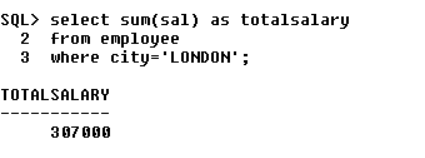 SQL> select sum(sal) as totalsalary
  2  from employee
  3  where city='LONDON';
TOTALSALARY
-----------
     307000